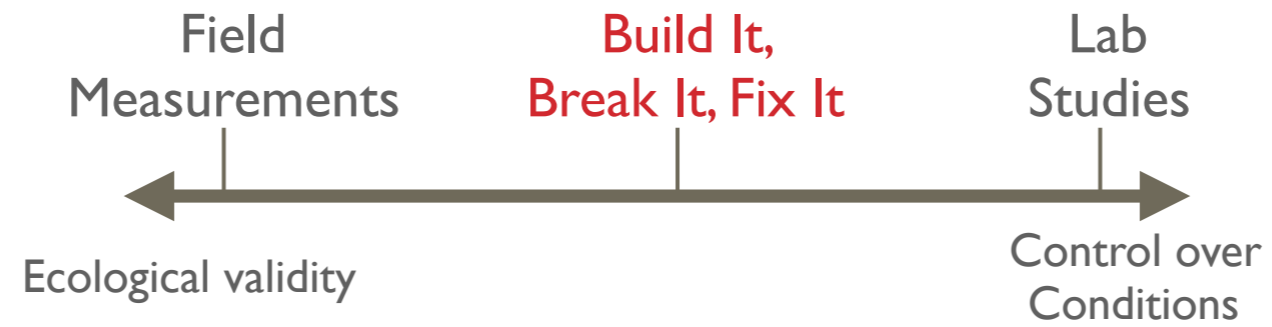 Field
Measurements
Build It,
Break It, Fix It
Lab
Studies
Ecological validity
Control over
Conditions